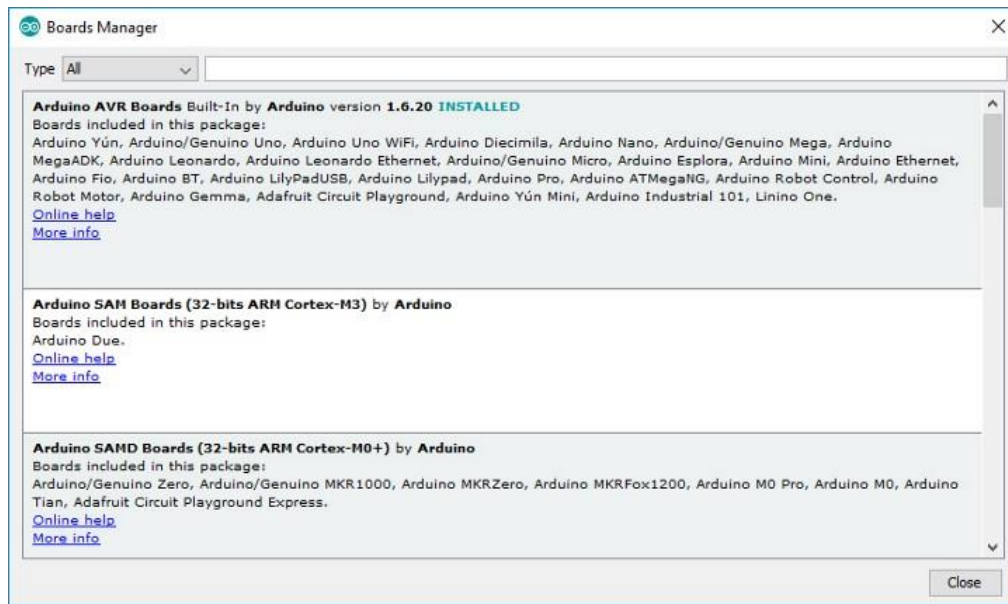 Boards Manager
Type All
Arduino AVR Boards Built-In by Arduino version 1.6.20 INSTALLED
Boards included in this package:
Arduino Yún, Arduino/Genuino Uno, Arduino Uno WiFi, Arduino Diecimila, Arduino Nano, Arduino/Genuino Mega, Arduino
MegaADK, Arduino Leonardo, Arduino Leonardo Ethernet, Arduino/Genuino Micro, Arduino Esplora, Arduino Mini, Arduino Ethernet,
Arduino Fio, Arduino BT, Arduino LilyPadUSB, Arduino Lilypad, Arduino Pro, Arduino ATMegaNG, Arduino Robot Control, Arduino
Robot Motor, Arduino Gemma, Adafruit Circuit Playground, Arduino Yún Mini, Arduino Industrial 101, Linino One.
Online help
More info
Arduino SAM Boards (32-bits ARM Cortex-M3) by Arduino
Boards included in this package:
Arduino Due.
Online help
More info
Arduino SAMD Boards (32-bits ARM Cortex-M0+) by Arduino
Boards included in this package:
Arduino/Genuino Zero, Arduino/Genuino MKR1000, Arduino MKRZero, Arduino MKRFox1200, Arduino M0 Pro, Arduino M0, Arduino
Tian, Adafruit Circuit Playground Express.
Online help
More info
Close